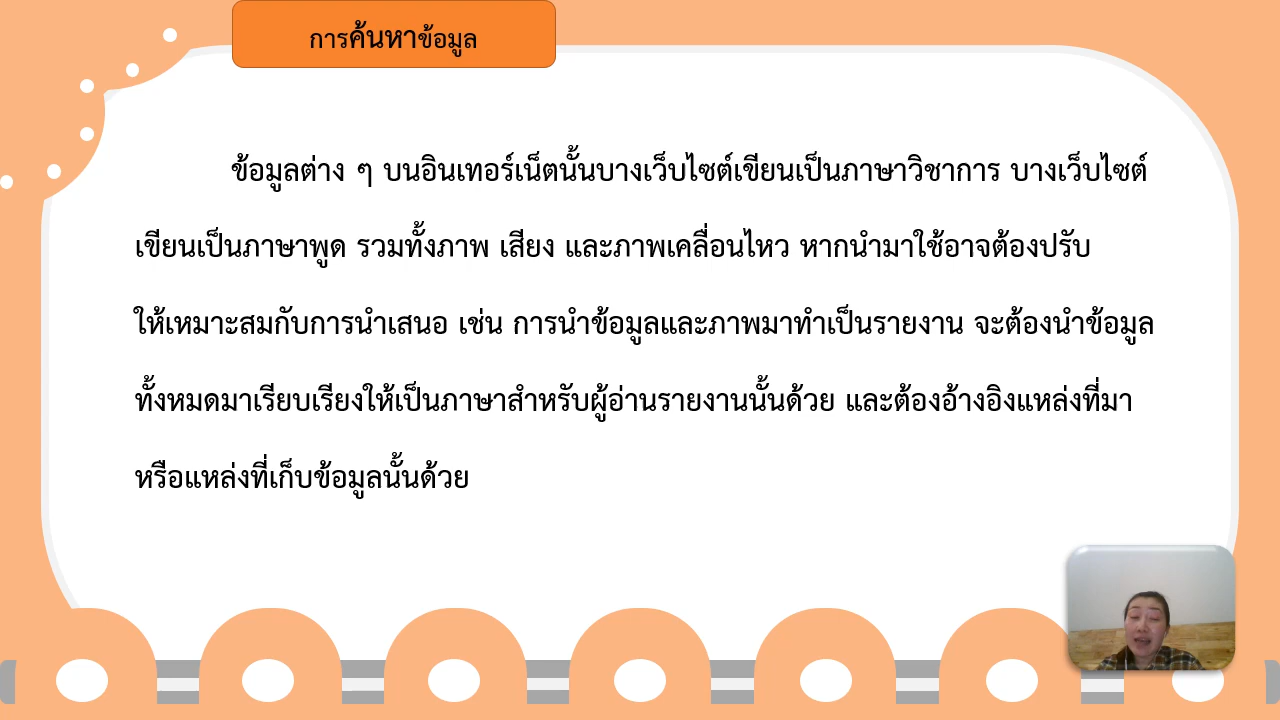 การค้นหาข้อมูล
ข้อมูลต่าง ๆ บนอินเทอร์เน็ตนั้นบางเว็บไซต์เขียนเป็นภาษาวิชาการ บางเว็บไซต์
เขียนเป็นภาษาพูด รวมทั้งภาพ เสียง และภาพเคลื่อนไหว หากนำมาใช้อาจต้องปรับ
ให้เหมาะสมกับการนำเสนอ เช่น การนำข้อมูลและภาพมาทำเป็นรายงาน จะต้องนำข้อมูล
ทั้งหมดมาเรียบเรียงให้เป็นภาษาสำหรับผู้อ่านรายงานนั้นด้วย และต้องอ้างอิงแหล่งที่มา
หรือแหล่งที่เก็บข้อมูลนั้นด้วย